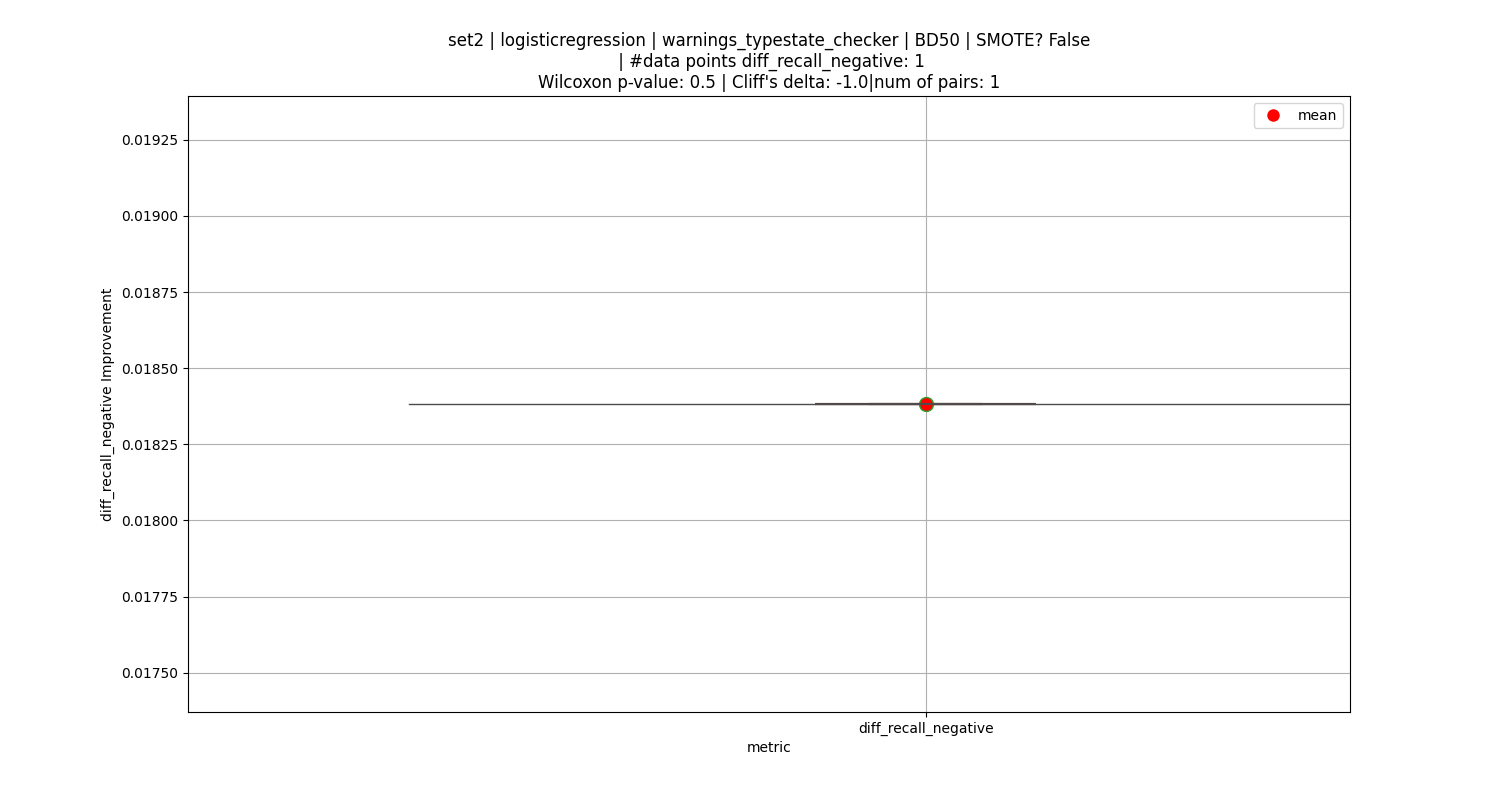 set2 | logisticregression | warnings_typestate_checker | BD50 | SMOTE? False
| #data points diff_recall_negative: 1
Wilcoxon p-value: 0.5 | Cliff's delta: -1.0|num of pairs: 1
mean
0.01925
0.01900
0.01875
0.01850
0.01825
0.01800
0.01775
0.01750
diff_recall_negative Improvement
diff_recall_negative
metric